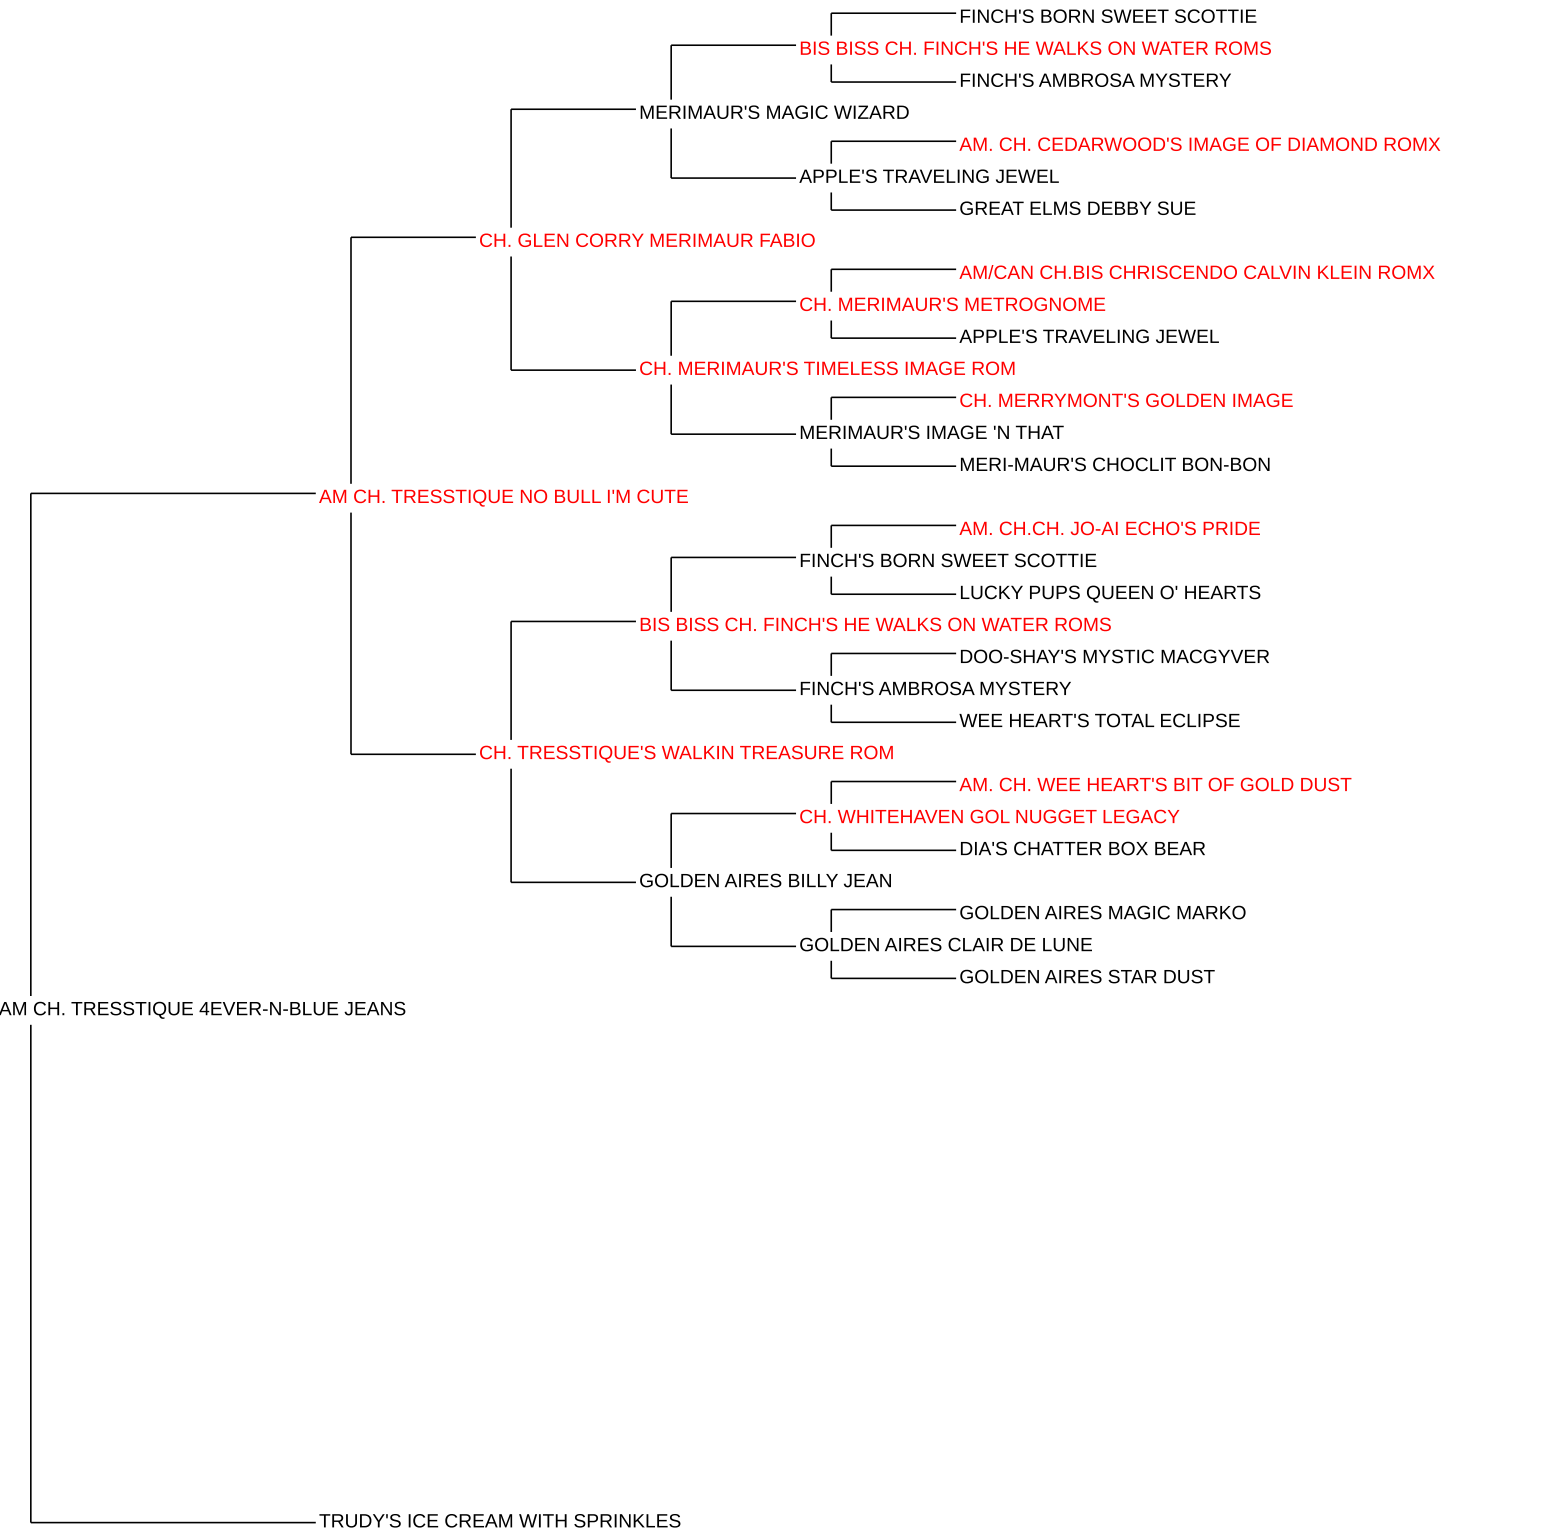 FINCH'S BORN SWEET SCOTTIE
BIS BISS CH. FINCH'S HE WALKS ON WATER ROMS
FINCH'S AMBROSA MYSTERY
MERIMAUR'S MAGIC WIZARD
AM. CH. CEDARWOOD'S IMAGE OF DIAMOND ROMX
APPLE'S TRAVELING JEWEL
GREAT ELMS DEBBY SUE
CH. GLEN CORRY MERIMAUR FABIO
AM/CAN CH.BIS CHRISCENDO CALVIN KLEIN ROMX
CH. MERIMAUR'S METROGNOME
APPLE'S TRAVELING JEWEL
CH. MERIMAUR'S TIMELESS IMAGE ROM
CH. MERRYMONT'S GOLDEN IMAGE
MERIMAUR'S IMAGE 'N THAT
MERI-MAUR'S CHOCLIT BON-BON
AM CH. TRESSTIQUE NO BULL I'M CUTE
AM. CH.CH. JO-AI ECHO'S PRIDE
FINCH'S BORN SWEET SCOTTIE
LUCKY PUPS QUEEN O' HEARTS
BIS BISS CH. FINCH'S HE WALKS ON WATER ROMS
DOO-SHAY'S MYSTIC MACGYVER
FINCH'S AMBROSA MYSTERY
WEE HEART'S TOTAL ECLIPSE
CH. TRESSTIQUE'S WALKIN TREASURE ROM
AM. CH. WEE HEART'S BIT OF GOLD DUST
CH. WHITEHAVEN GOL NUGGET LEGACY
DIA'S CHATTER BOX BEAR
GOLDEN AIRES BILLY JEAN
GOLDEN AIRES MAGIC MARKO
GOLDEN AIRES CLAIR DE LUNE
GOLDEN AIRES STAR DUST
AM CH. TRESSTIQUE 4EVER-N-BLUE JEANS
TRUDY'S ICE CREAM WITH SPRINKLES